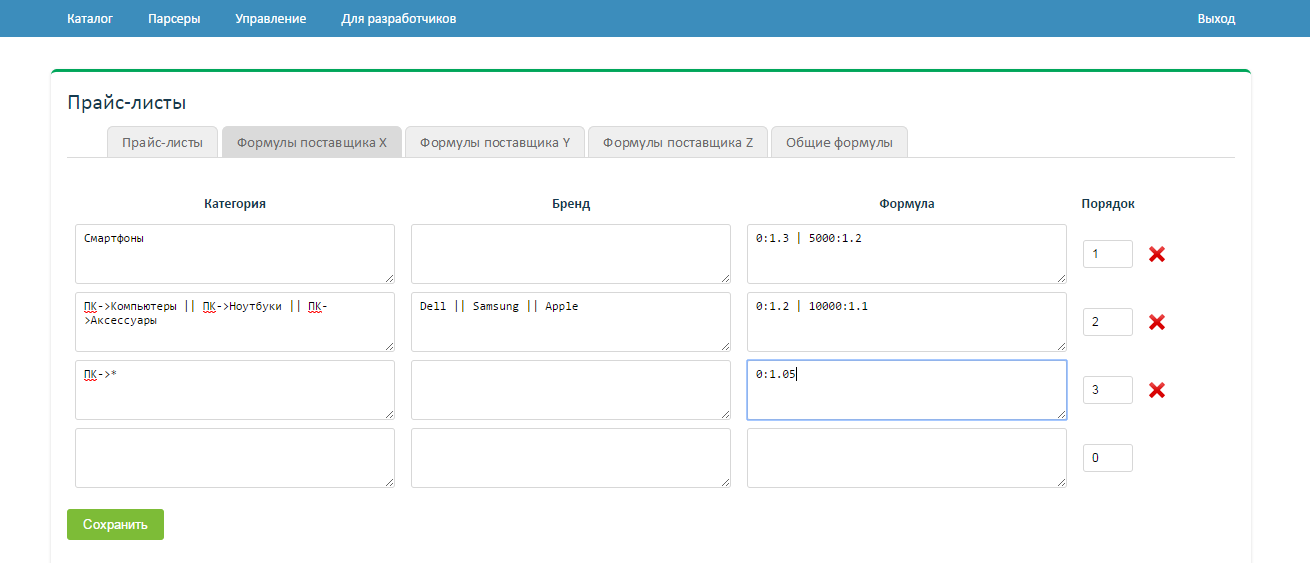 Каталог Парсеры Управление Для разработчиков Выход
Прайс-листы
Прайс-листы Формулы поставщика X Формулы поставщика Y Формулы поставщика Z Общие формулы
Категория Бренд Формула Порядок
Смартфоны 0:1.3 | 5000:1.2 1
ПК->Компьютеры || ПК->Ноутбуки || ПК-
>Аксессуары Dell || Samsung || Apple 0:1.2 | 10000:1.1 2
ПК->* 0:1.05 3
0
Сохранить